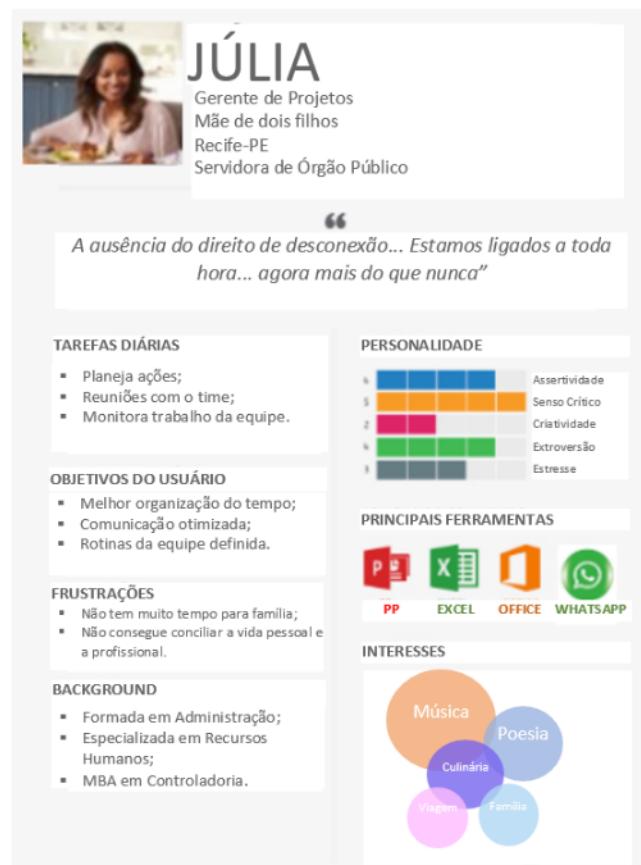 JÚLIA
Gerente de Projetos
Mãe de dois filhos
Recife-PE
Servidora de Órgão Público
“
A ausência do direito de desconexão... Estamos ligados a toda
hora... agora mais do que nunca”
TAREFAS DIÁRIAS
▪ Planeja ações;
▪ Reuniões com o time;
▪ Monitora trabalho da equipe.
OBJETIVOS DO USUÁRIO
▪ Melhor organização do tempo;
▪ Comunicação otimizada;
▪ Rotinas da equipe definida.
FRUSTRAÇÕES
▪ Não tem muito tempo para família;
▪ Não consegue conciliar a vida pessoal e
a profissional.
BACKGROUND
▪ Formada em Administração;
▪ Especializada em Recursos
Humanos;
▪ MBA em Controladoria.
PERSONALIDADE
4 Assertividade
5 Senso Crítico
2 Criatividade
4 Extroversão
3 Estresse
PRINCIPAIS FERRAMENTAS
PP EXCEL OFFICE WHATSAPP
INTERESSES
Música
Poesia
Culinária
Viagem
Família